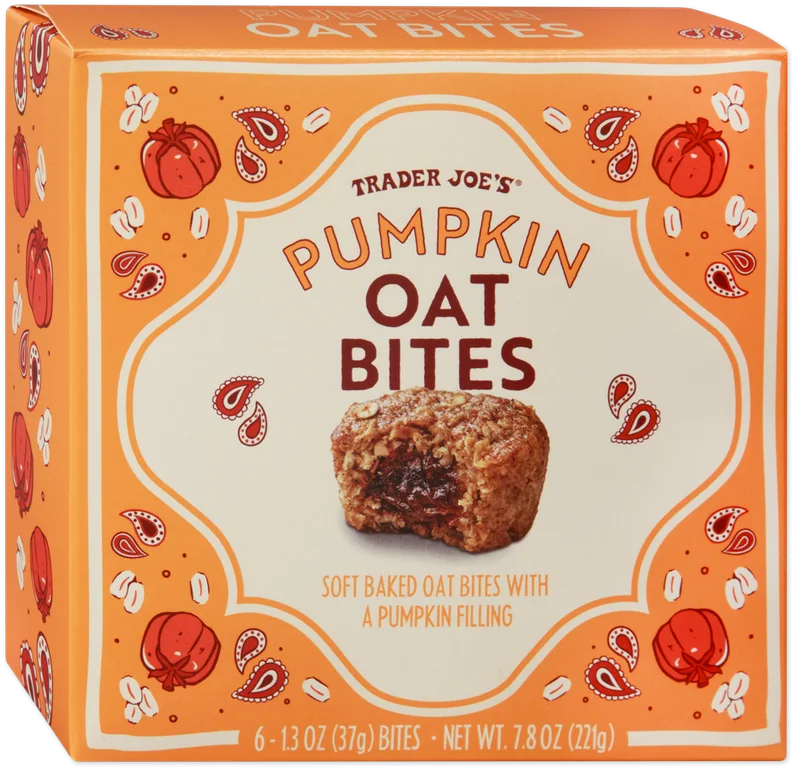 PUMPKIN
OAT BITES
TRADER JOE'S®
PUMPKIN
OAT
BITES
SOFT BAKED OAT BITES WITH
A PUMPKIN FILLING
6 - 1.3 OZ (37g) BITES • NET WT. 7.8 OZ (221g)